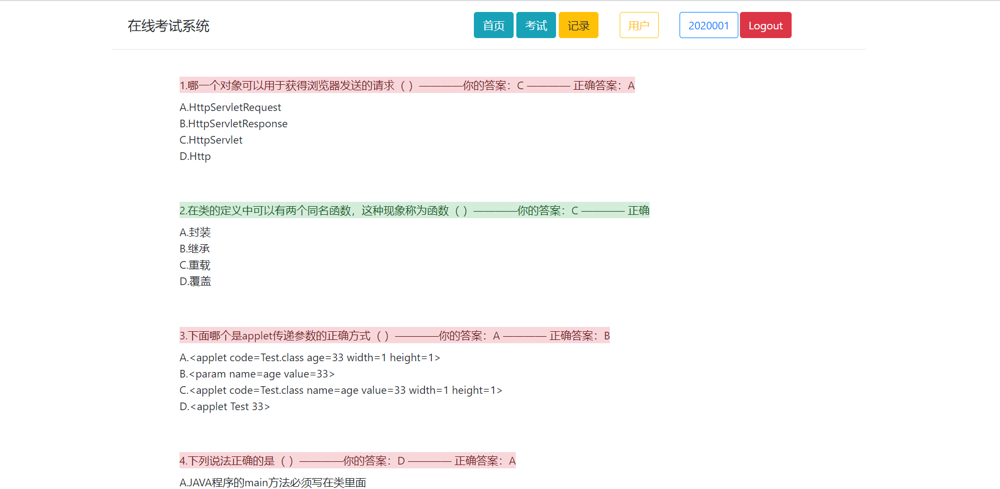 在线考试系统 首页 考试 记录 用户 2020001 Logout
1.哪一个对象可以用于获得浏览器发送的请求（ ）————你的答案：C ———— 正确答案：A
A.HttpServletRequest
B.HttpServletResponse
C.HttpServlet
D.Http
2.在类的定义中可以有两个同名函数，这种现象称为函数（ ）————你的答案：C ———— 正确
A.封装
B.继承
C.重载
D.覆盖
3.下面哪个是applet传递参数的正确方式（ ）————你的答案：A ———— 正确答案：B
A.<applet code=Test.class age=33 width=1 height=1>
B.<param name=age value=33>
C.<applet code=Test.class name=age value=33 width=1 height=1>
D.<applet Test 33>
4.下列说法正确的是（ ）————你的答案：D ———— 正确答案：A
A.JAVA程序的main方法必须写在类里面